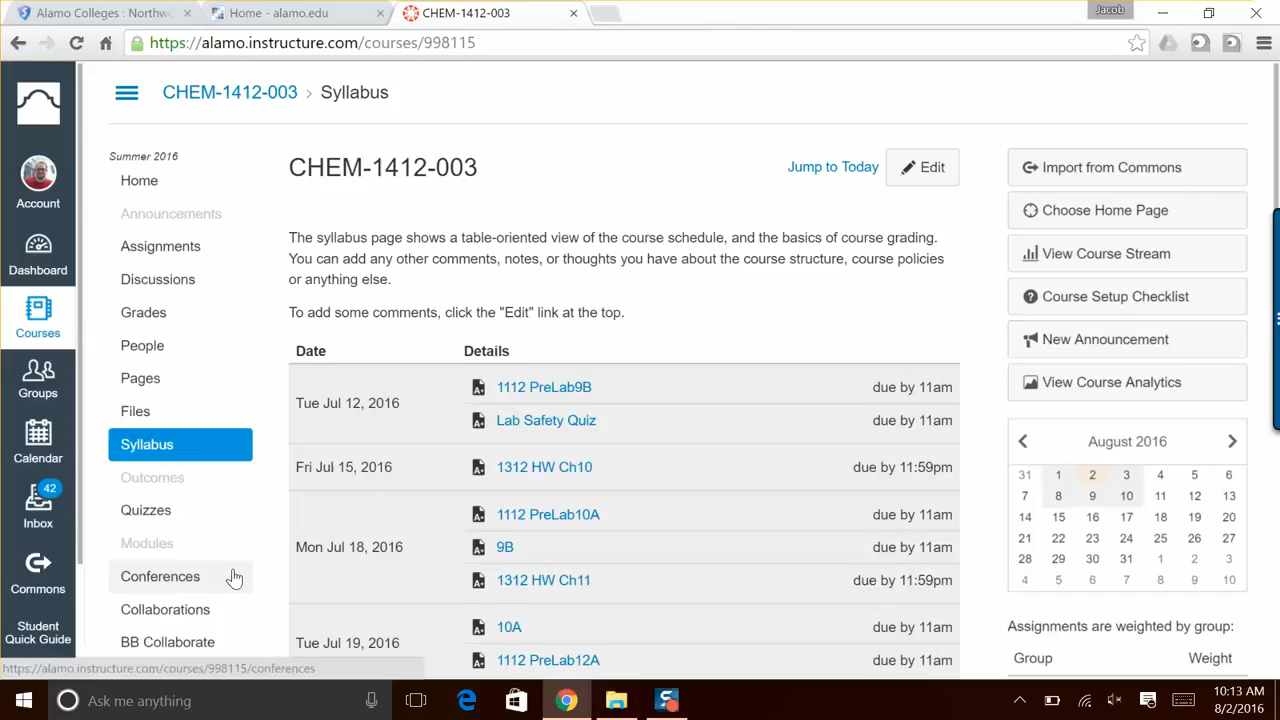 Alamo Colleges : Northw
Home - alamo.edu
CHEM-1412-003
Jacob
https://alamo.instructure.com/courses/998115
CHEM-1412-003 › Syllabus
Account
Dashboard
Courses
Groups
Calendar
42
Inbox
Commons
Student
Quick Guide
Summer 2016
Home
Announcements
Assignments
Discussions
Grades
People
Pages
Files
Syllabus
Outcomes
Quizzes
Modules
Conferences
Collaborations
BB Collaborate
CHEM-1412-003
Jump to Today
Edit
The syllabus page shows a table-oriented view of the course schedule, and the basics of course grading.
You can add any other comments, notes, or thoughts you have about the course structure, course policies
or anything else.
To add some comments, click the "Edit" link at the top.
Date Details
Tue Jul 12, 2016
1112 PreLab9B due by 11am
Lab Safety Quiz due by 11am
Fri Jul 15, 2016 1312 HW Ch10 due by 11:59pm
Mon Jul 18, 2016
1112 PreLab10A due by 11am
9B due by 11am
1312 HW Ch11 due by 11:59pm
Tue Jul 19, 2016
10A due by 11am
1112 PreLab12A due by 11am
Import from Commons
Choose Home Page
View Course Stream
Course Setup Checklist
New Announcement
View Course Analytics
August 2016
31 1 2 3 4 5 6
7 8 9 10 11 12 13
14 15 16 17 18 19 20
21 22 23 24 25 26 27
28 29 30 31 1 2 3
4 5 6 7 8 9 10
Assignments are weighted by group:
Group Weight
https://alamo.instructure.com/courses/998115/conferences
Ask me anything
10:13 AM
8/2/2016